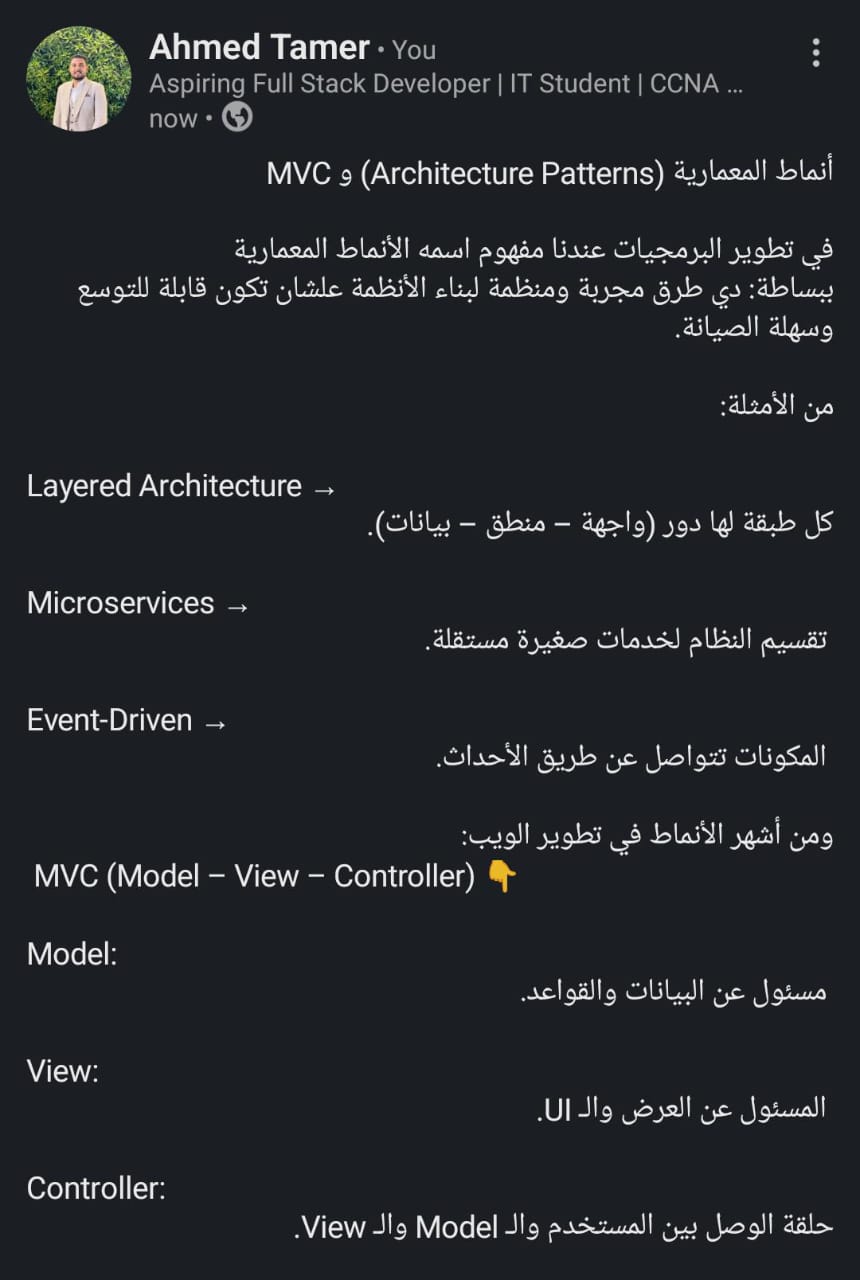 Ahmed Tamer • You
Aspiring Full Stack Developer | IT Student | CCNA ...
now •
أنماط المعمارية (Architecture Patterns) و MVC
في تطوير البرمجيات عندنا مفهوم اسمه الأنماط المعمارية
ببساطة: دي طرق مجربة ومنظمة لبناء الأنظمة علشان تكون قابلة للتوسع
وسهلة الصيانة.
من الأمثلة:
Layered Architecture →
كل طبقة لها دور (واجهة – منطق – بيانات).
Microservices →
تقسيم النظام لخدمات صغيرة مستقلة.
Event-Driven →
المكونات تتواصل عن طريق الأحداث.
ومن أشهر الأنماط في تطوير الويب:
MVC (Model – View – Controller) 👇
Model:
مسئول عن البيانات والقواعد.
View:
المسئول عن العرض والـ UI.
Controller:
حلقة الوصل بين المستخدم والـ Model والـ View.